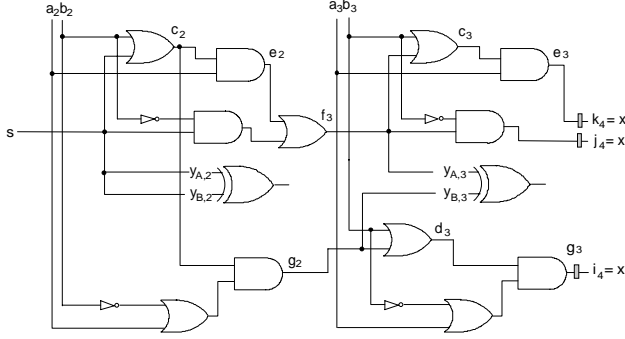 a2b2
a3b3
c2
c3
e2
e3
s
f3
k4 = x
j4 = x
yA,2
yB,2
yA,3
yB,3
d3
g2
g3
i4 = x